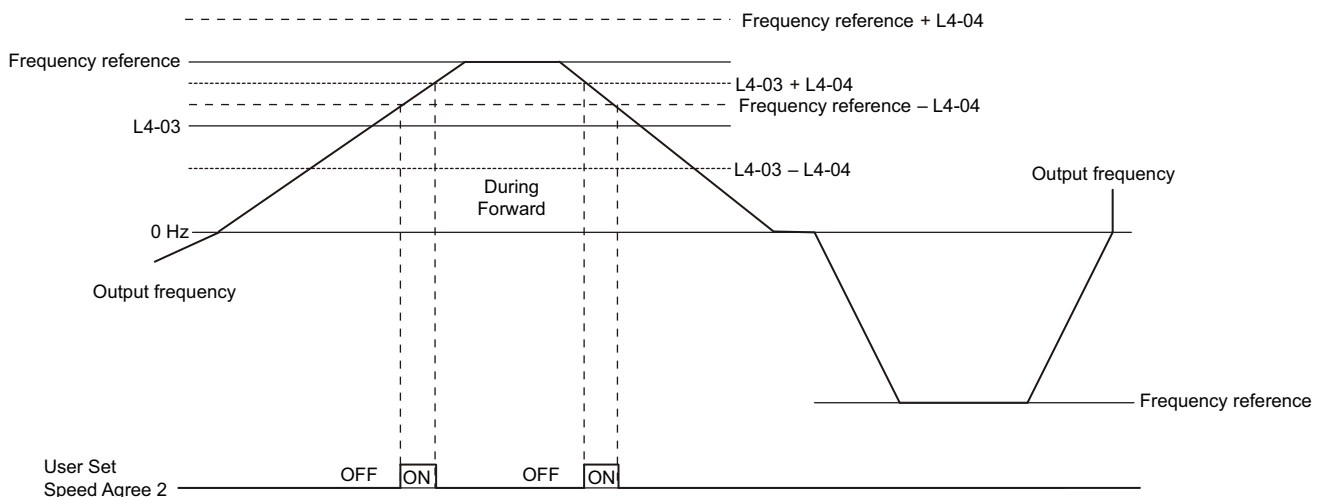 Frequency reference + L4-04
Frequency reference
L4-03 + L4-04
Frequency reference – L4-04
L4-03
L4-03 – L4-04
During
Forward
Output frequency
0 Hz
Output frequency
Frequency reference
User Set
Speed Agree 2
OFF
ON
OFF
ON